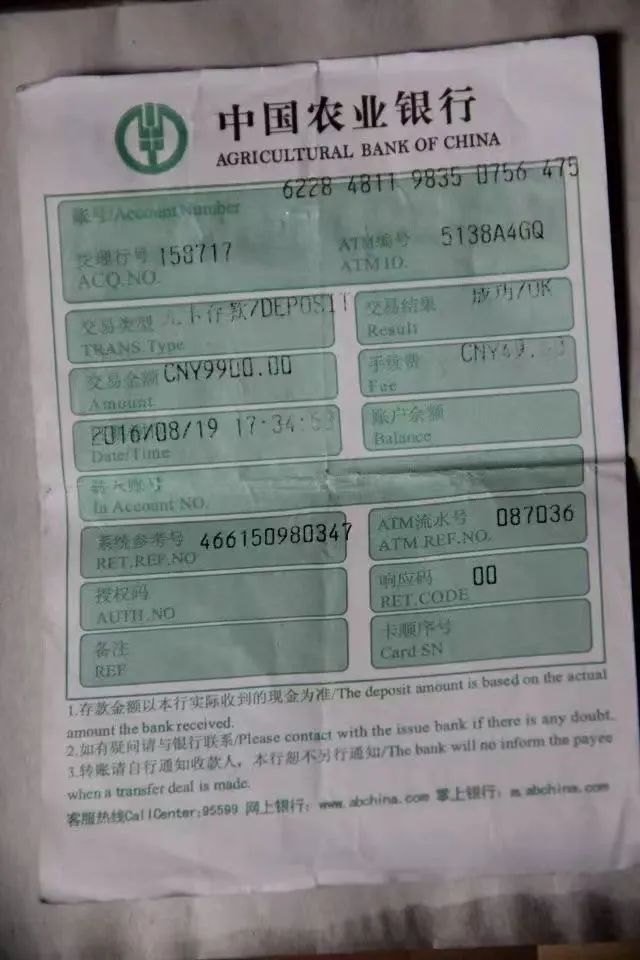 中国农业银行
AGRICULTURAL BANK OF CHINA
6228 4811 9835 0756 475
账号/Account Number
受理行号 158717 ATM编号 5138A4GQ
ACQ.NO. ATM ID.
交易类型 卡存款/DEPOSIT 交易结果 成功/OK
TRANS Type Result
交易金额 CNY9900.00 手续费 CNY49.
Amount Fee
2016/08/19 17:34:53 账户余额
Date/Time Balance
转入账号
In Account NO.
系统参考号 466150980347 ATM流水号 087036
RET.REF.NO ATM REF.NO.
授权码 响应码 00
AUTH.NO RET.CODE
备注 卡顺序号
REF Card SN
1.存款金额以本行实际收到的现金为准/The deposit amount is based on the actual
amount the bank received.
2.如有疑问请与银行联系/Please contact with the issue bank if there is any doubt.
3.转账请自行通知收款人，本行恕不另行通知/The bank will no inform the payee
when a transfer deal is made.
客服热线CallCenter:95599 网上银行：www.abchina.com 掌上银行：m.abchina.com